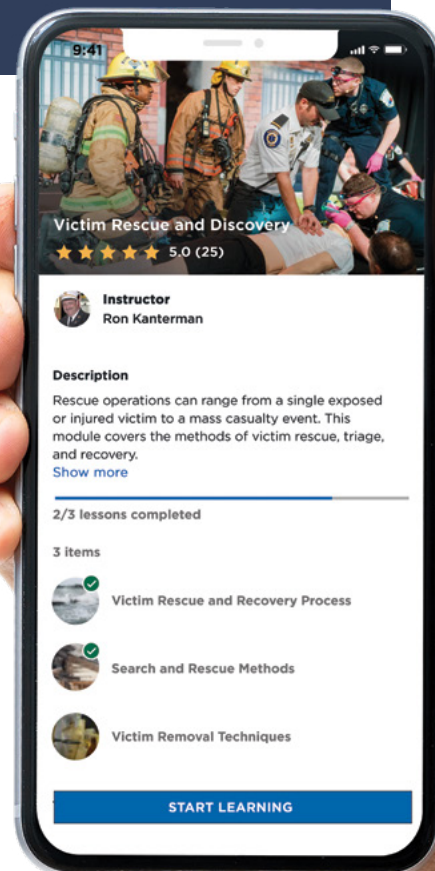 9:41
Victim Rescue and Discovery
5.0 (25)
Instructor
Ron Kanterman
Description
Rescue operations can range from a single exposed
or injured victim to a mass casualty event. This
module covers the methods of victim rescue, triage,
and recovery.
Show more
2/3 lessons completed
3 items
Victim Rescue and Recovery Process
Search and Rescue Methods
Victim Removal Techniques
START LEARNING